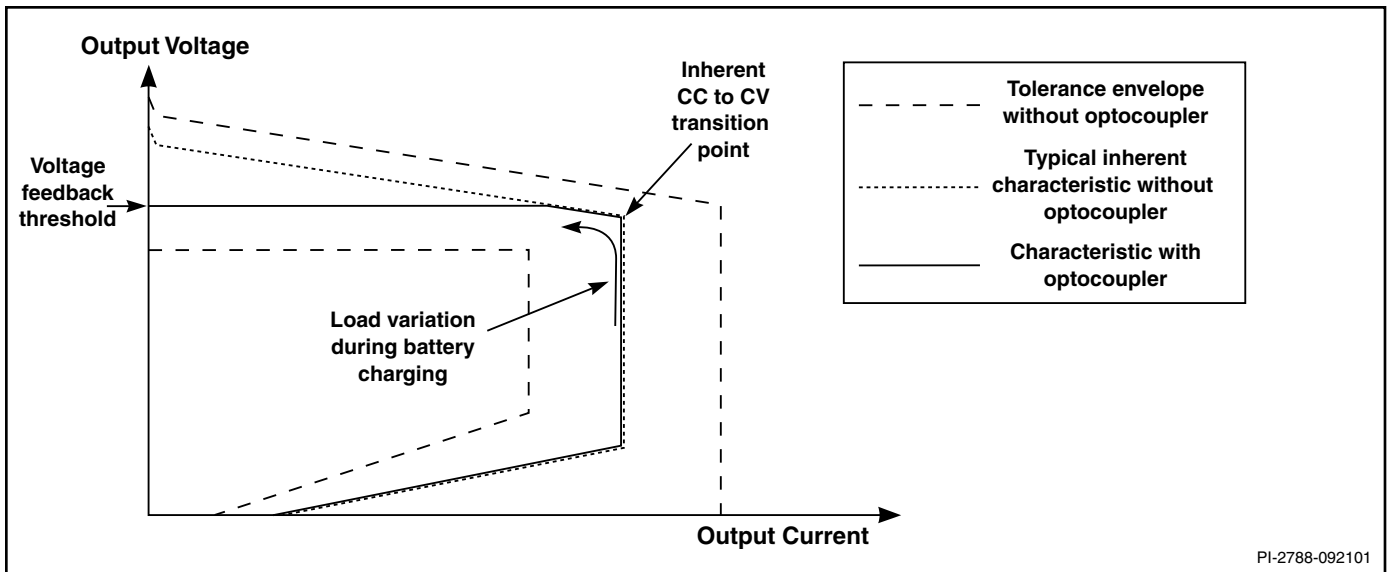 Output Voltage
Inherent
CC to CV
transition
point
Tolerance envelope
without optocoupler
Typical inherent
characteristic without
optocoupler
Characteristic with
optocoupler
Voltage
feedback
threshold
Load variation
during battery
charging
Output Current
PI-2788-092101